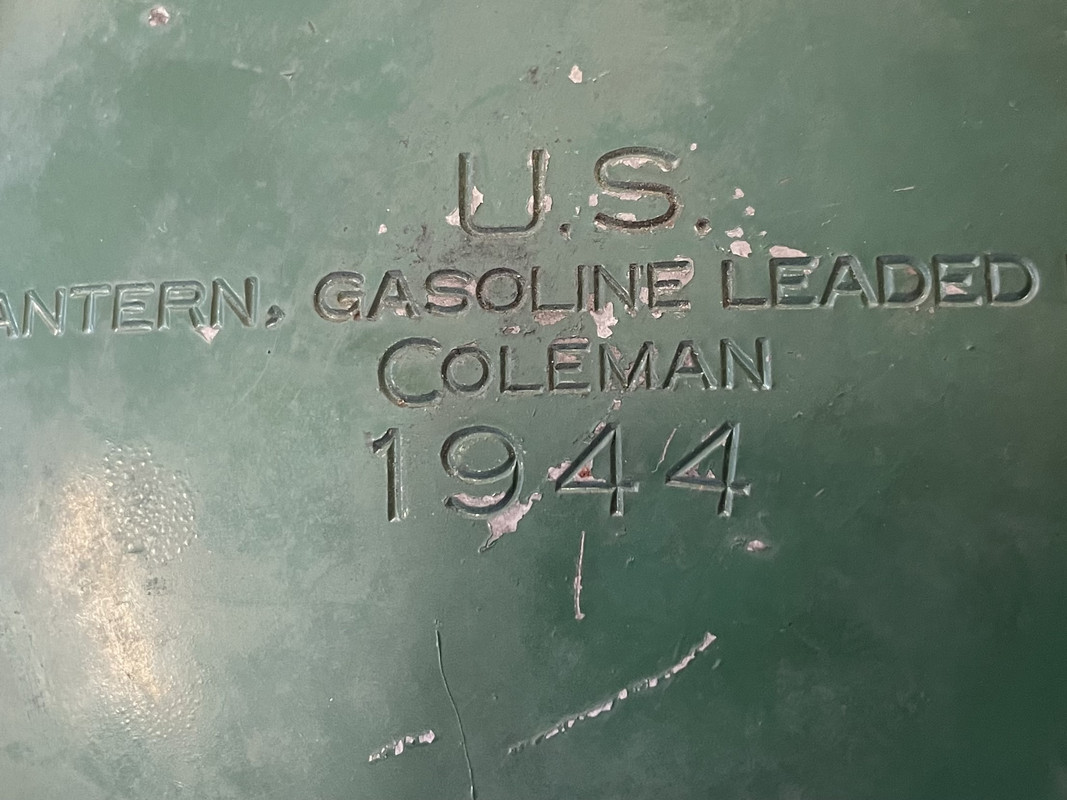 U.S.
ANTERN, GASOLINE LEADED
COLEMAN
1944